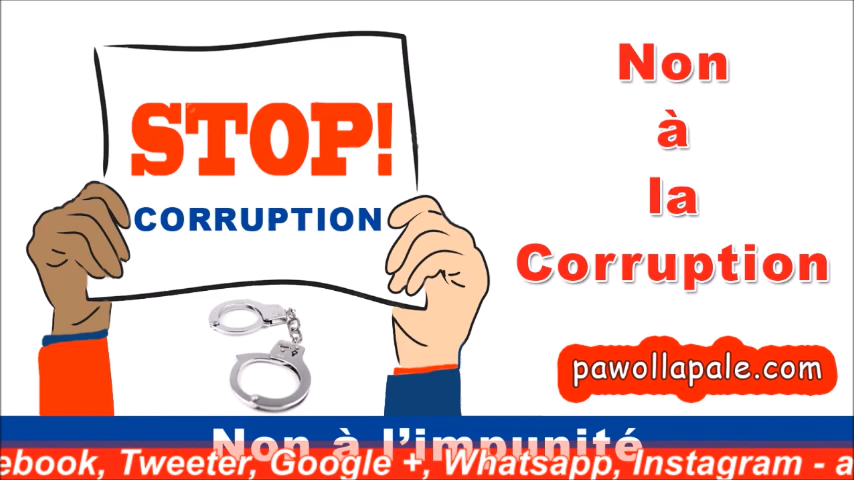 STOP!
CORRUPTION
Non
à
la
Corruption
pawollapale.com
Non à l'impunité
ebook, Tweeter, Google +, Whatsapp, Instagram - a